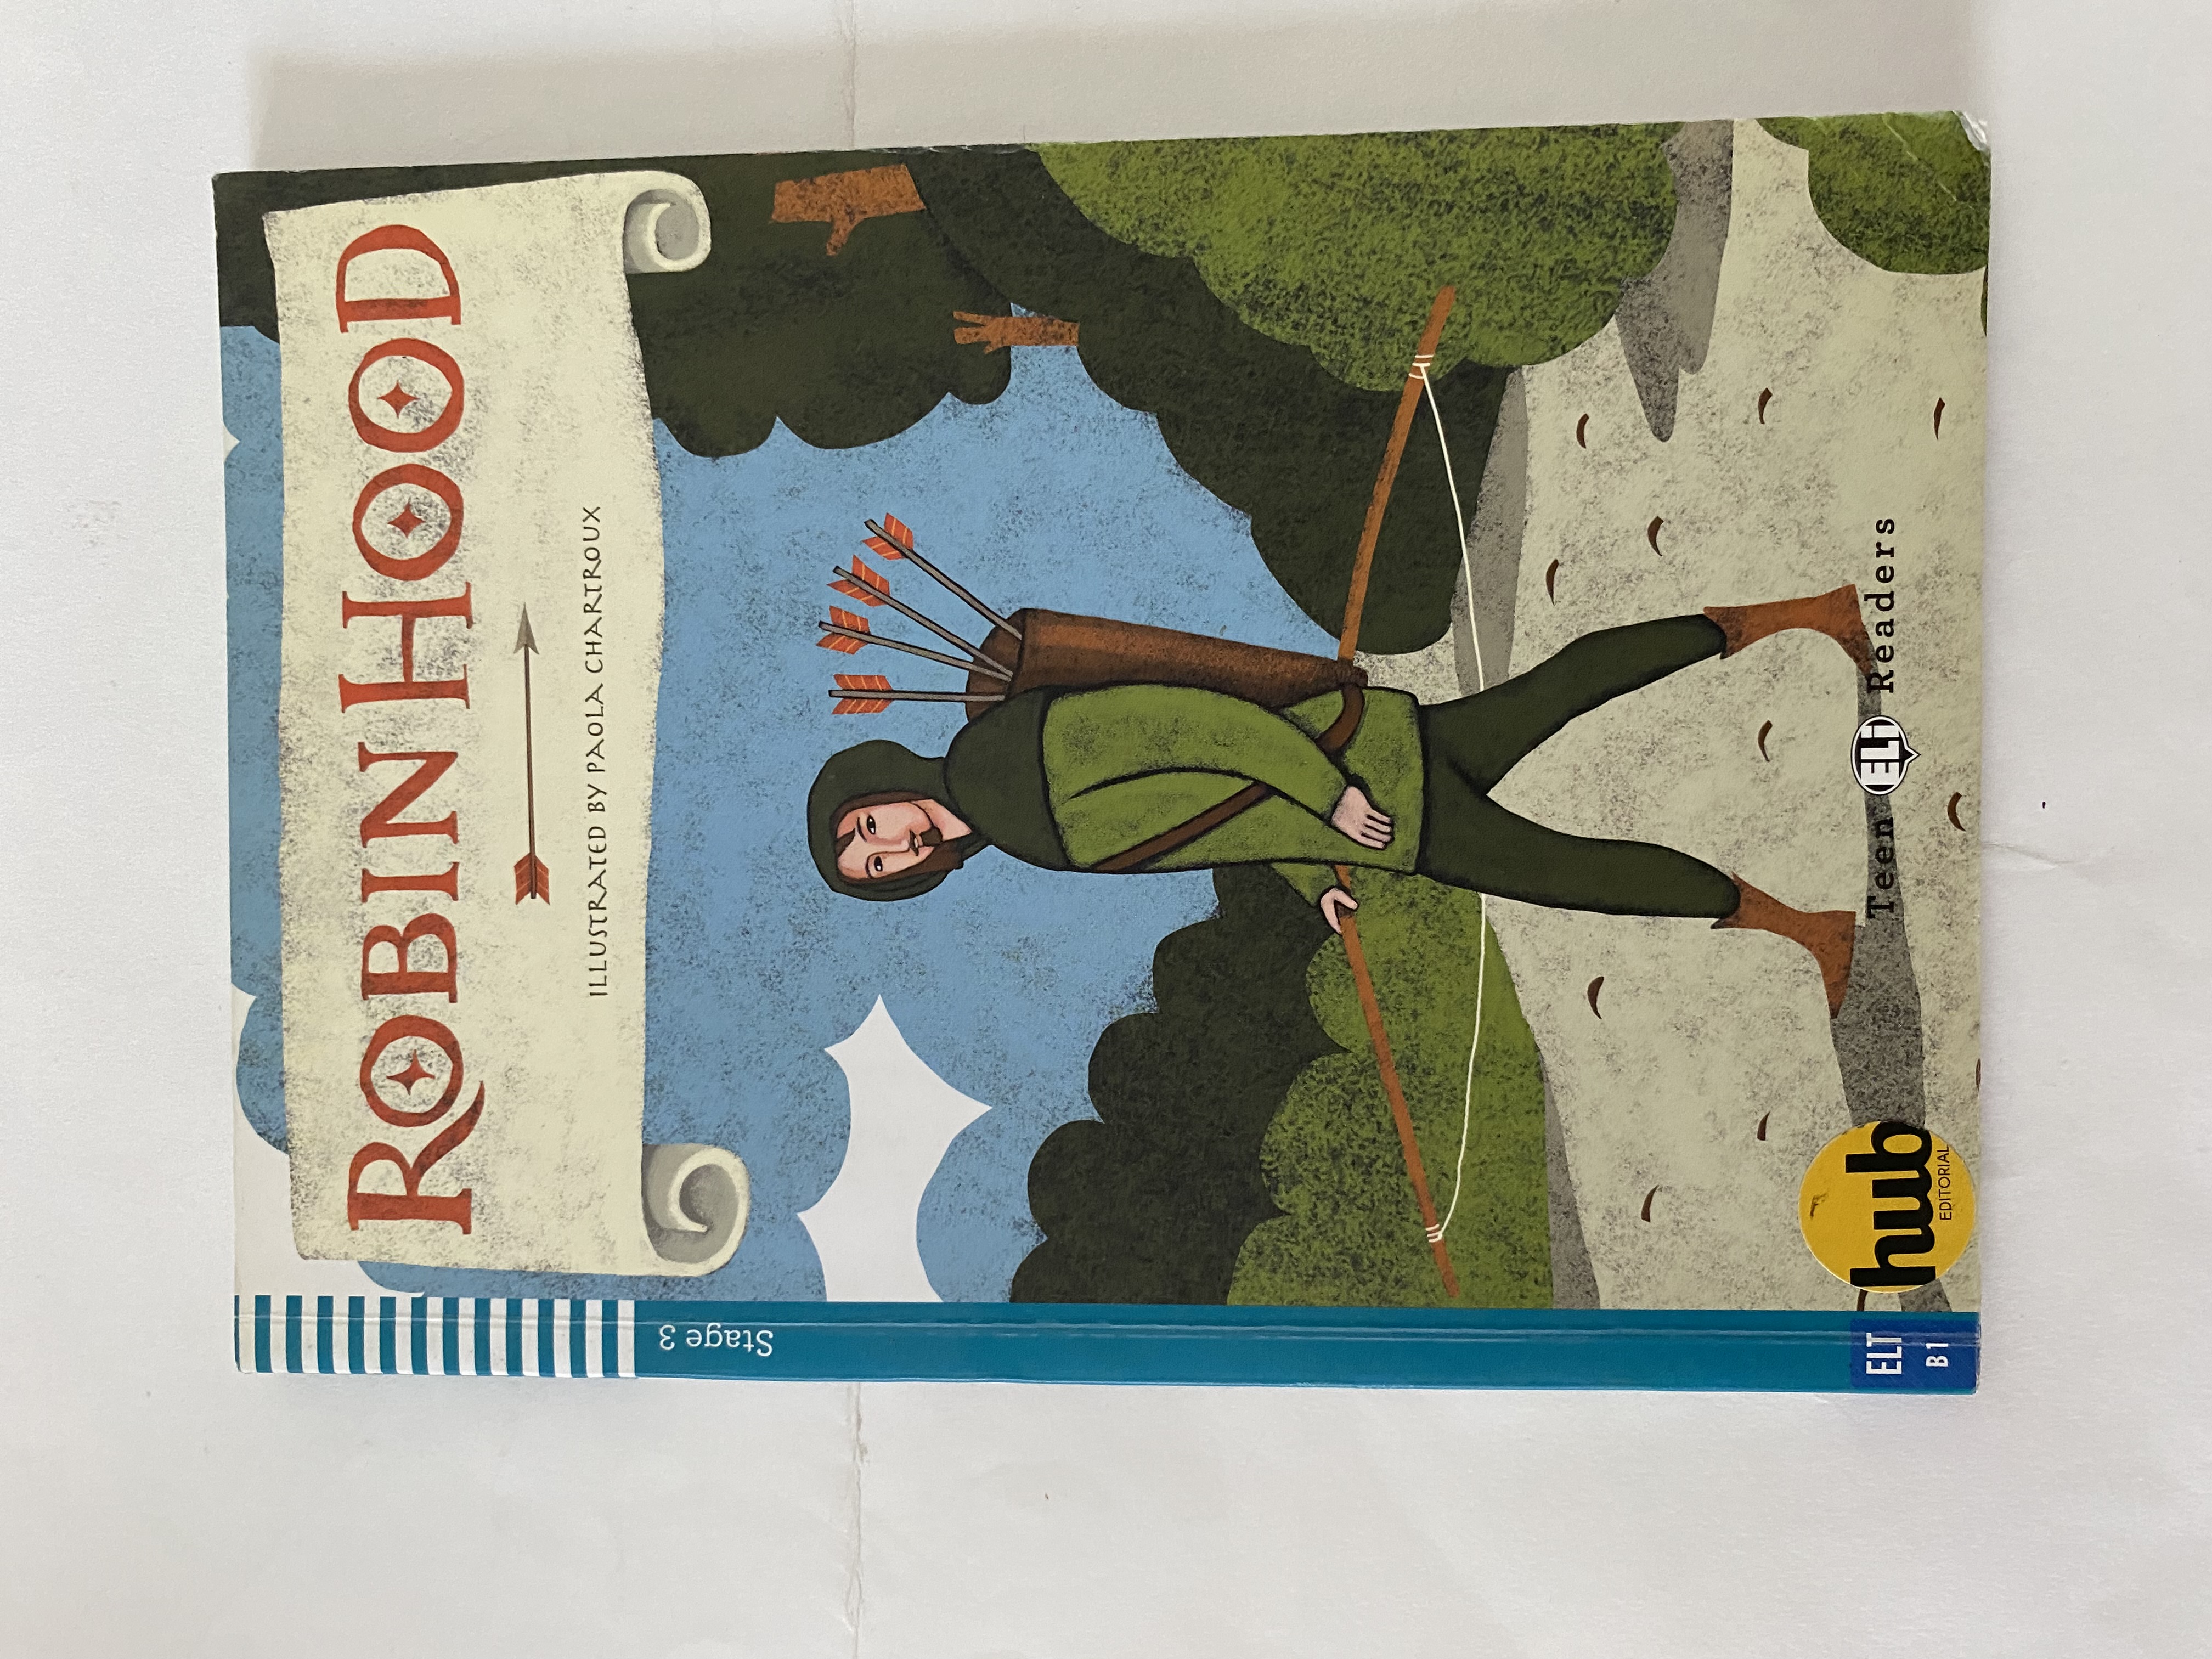 ROBIN HOOD
ILLUSTRATED BY PAOLA CHARTROUX
Stage 3
ELT
B1
hub
EDITORIAL
Teen ELi Readers